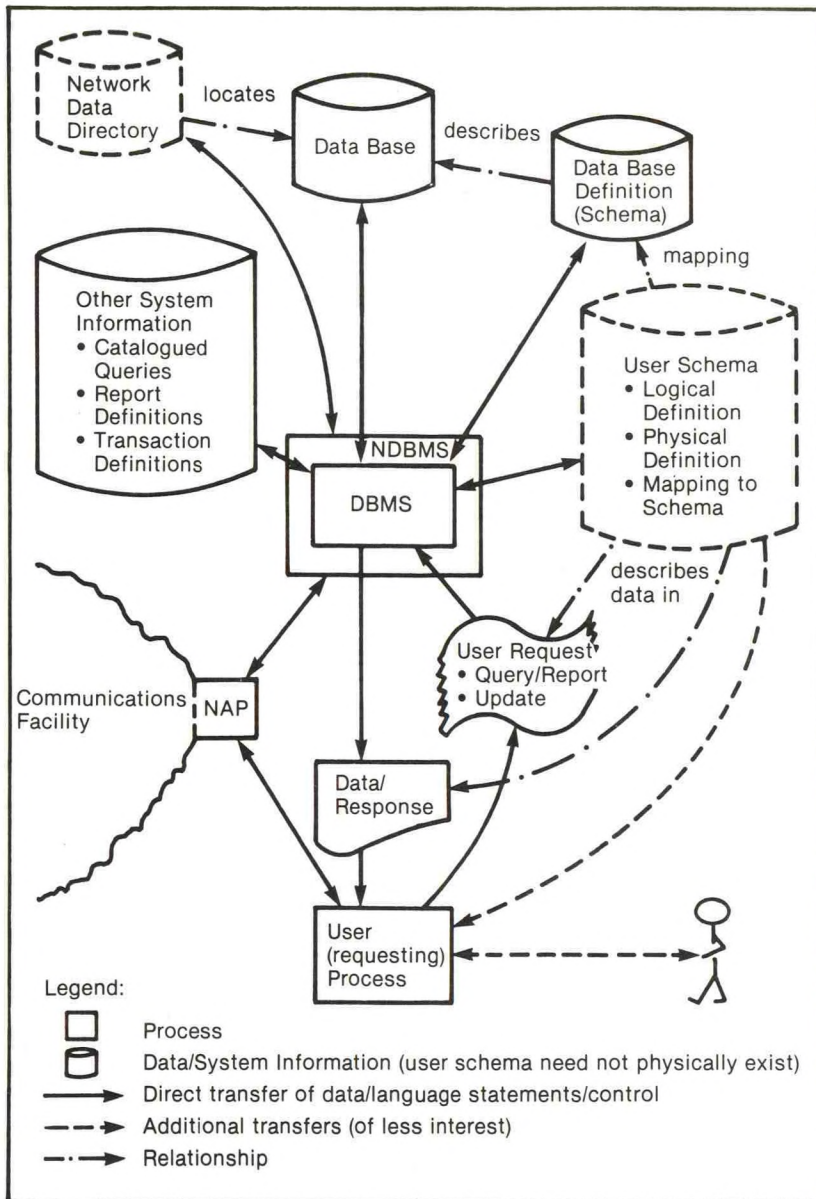 Network
Data
Directory
locates
Data Base
describes
Data Base
Definition
(Schema)
mapping
Other System
Information
• Catalogued
Queries
• Report
Definitions
• Transaction
Definitions
User Schema
• Logical
Definition
• Physical
Definition
• Mapping to
Schema
NDBMS
DBMS
describes
data in
User Request
• Query/Report
• Update
Communications
Facility
NAP
Data/
Response
User
(requesting)
Process
Legend:
Process
Data/System Information (user schema need not physically exist)
Direct transfer of data/language statements/control
Additional transfers (of less interest)
Relationship